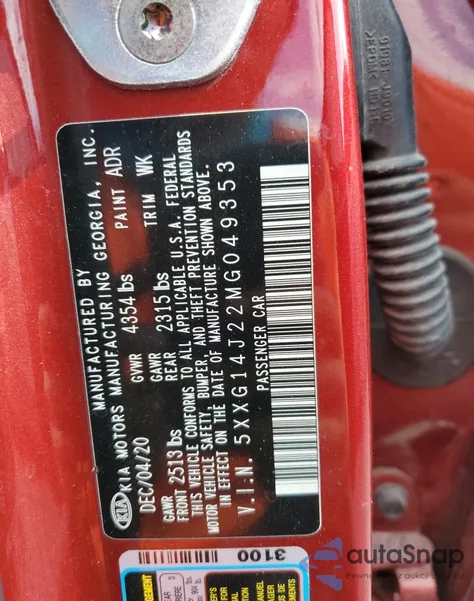 MANUFACTURED BY
KIA KIA MOTORS MANUFACTURING GEORGIA, INC.
DEC/04/20 GVWR 4354 lbs PAINT ADR
GAWR FRONT 2513 lbs GAWR REAR 2315 lbs TRIM WK
THIS VEHICLE CONFORMS TO ALL APPLICABLE U.S.A. FEDERAL
MOTOR VEHICLE SAFETY, BUMPER, AND THEFT PREVENTION STANDARDS
IN EFFECT ON THE DATE OF MANUFACTURE SHOWN ABOVE.
V.I.N. 5XXG14J22MG049353
PASSENGER CAR
3100
autoSnap